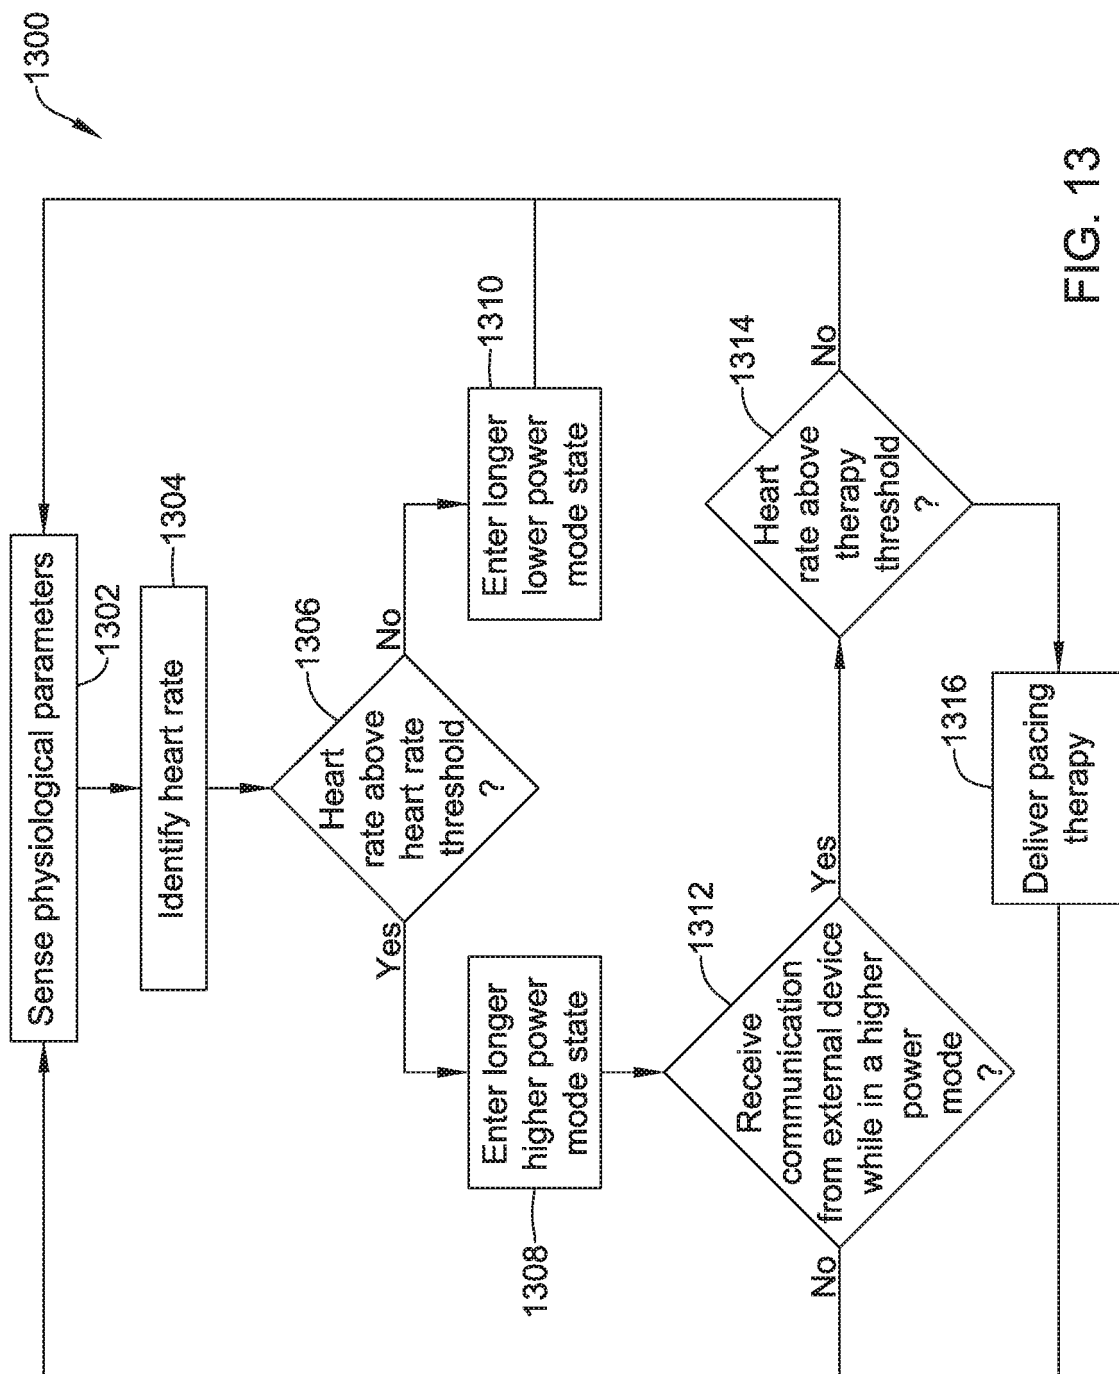 1300
Sense physiological parameters
1302
Identify heart rate
1304
Heart
rate above
heart rate
threshold
?
1306
Yes
No
Enter longer
higher power
mode state
1308
Enter longer
lower power
mode state
1310
Receive
communication
from external device
while in a higher
power
mode
?
1312
No
Yes
Heart
rate above
therapy
threshold
?
1314
No
Deliver pacing
therapy
1316
FIG. 13